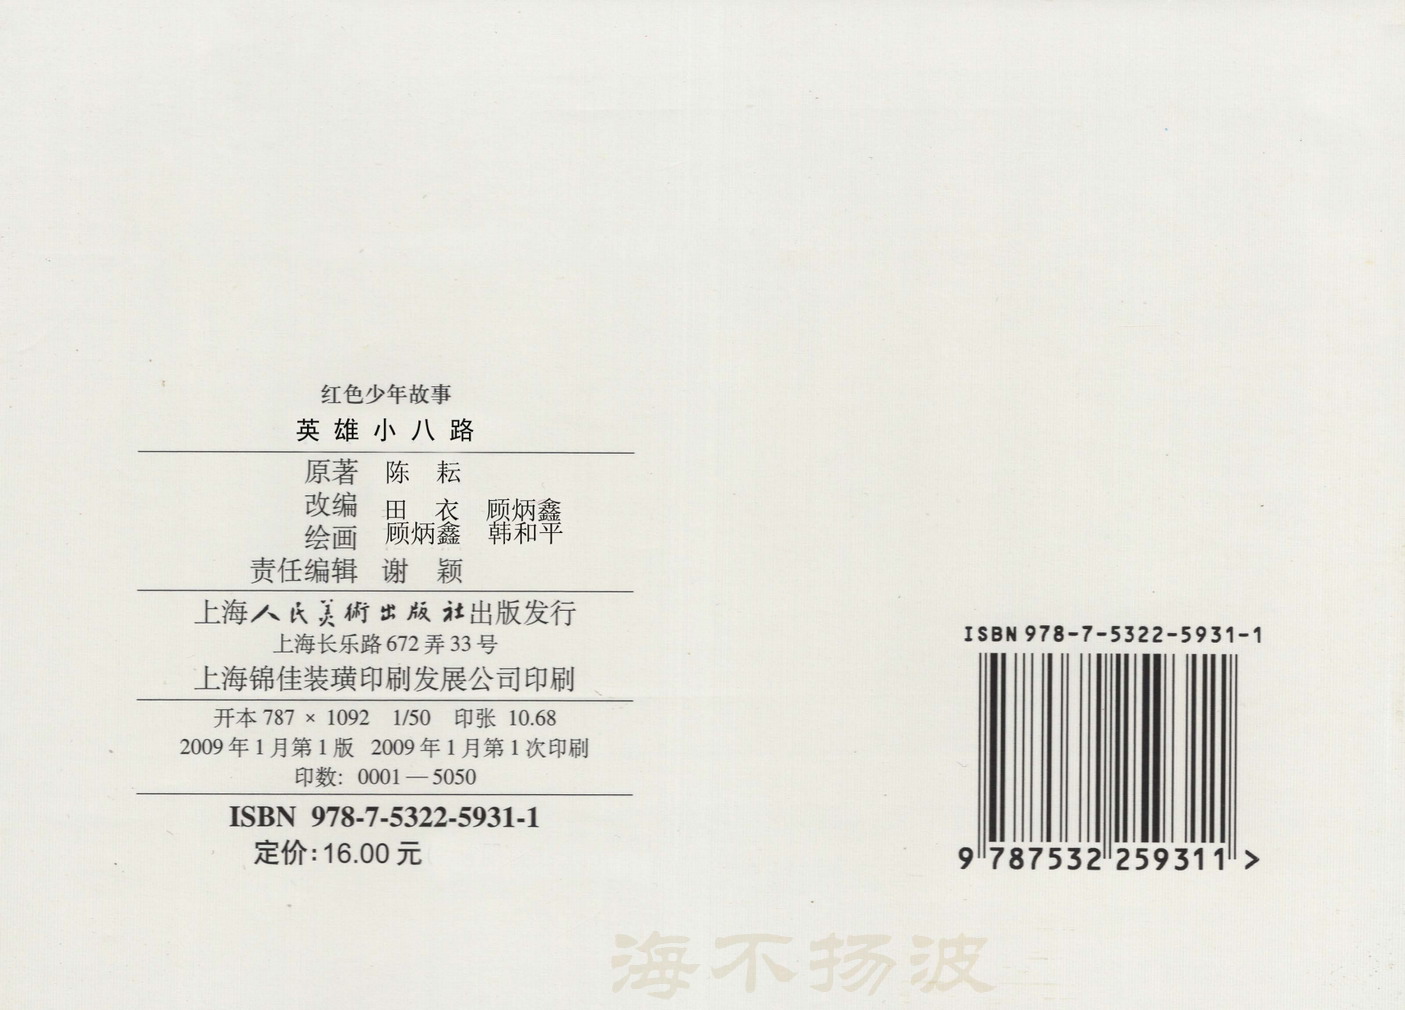 红色少年故事
英雄小八路
原著 陈 耘
改编 田 衣 顾炳鑫
绘画 顾炳鑫 韩和平
责任编辑 谢 颖
上海人民美術出版社出版发行
上海长乐路672弄33号
上海锦佳装璜印刷发展公司印刷
开本 787 × 1092 1/50 印张 10.68
2009年1月第1版 2009年1月第1次印刷
印数: 0001—5050
ISBN 978-7-5322-5931-1
定价:16.00元
ISBN 978-7-5322-5931-1
9 787532 259311 >
海不扬波